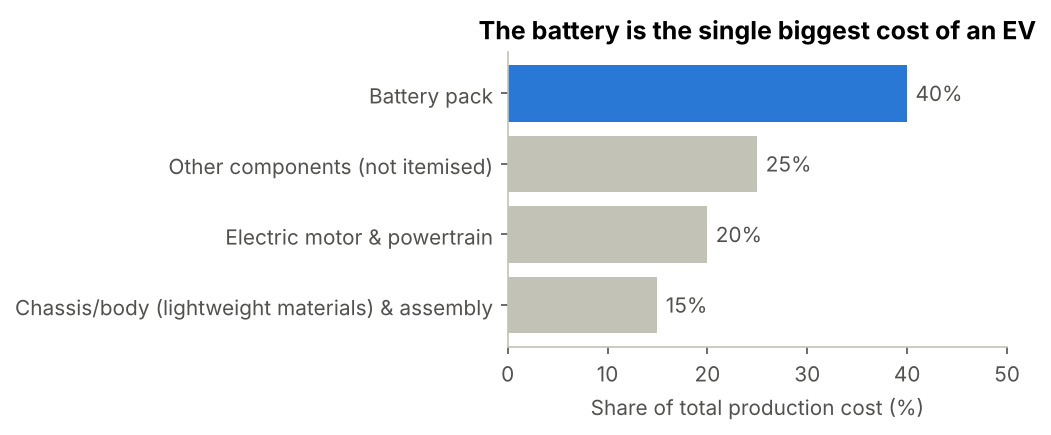 The battery is the single biggest cost of an EV
Battery pack
40%
Other components (not itemised)
25%
Electric motor & powertrain
20%
Chassis/body (lightweight materials) & assembly
15%
0 10 20 30 40 50
Share of total production cost (%)